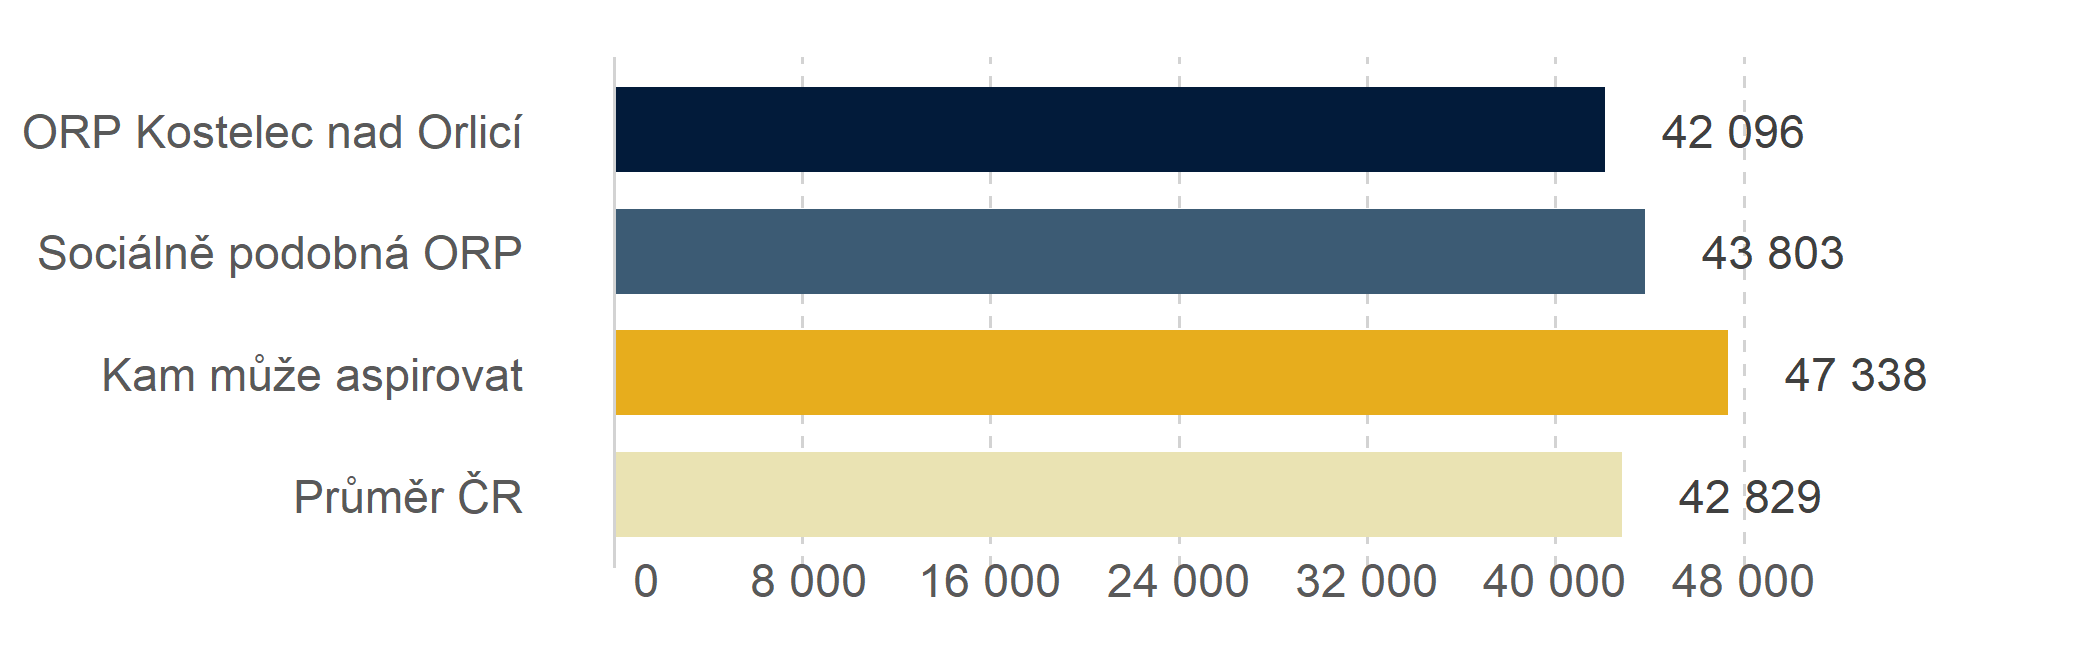 ORP Kostelec nad Orlicí 42 096
Sociálně podobná ORP 43 803
Kam může aspirovat 47 338
Průměr ČR 42 829
0 8 000 16 000 24 000 32 000 40 000 48 000